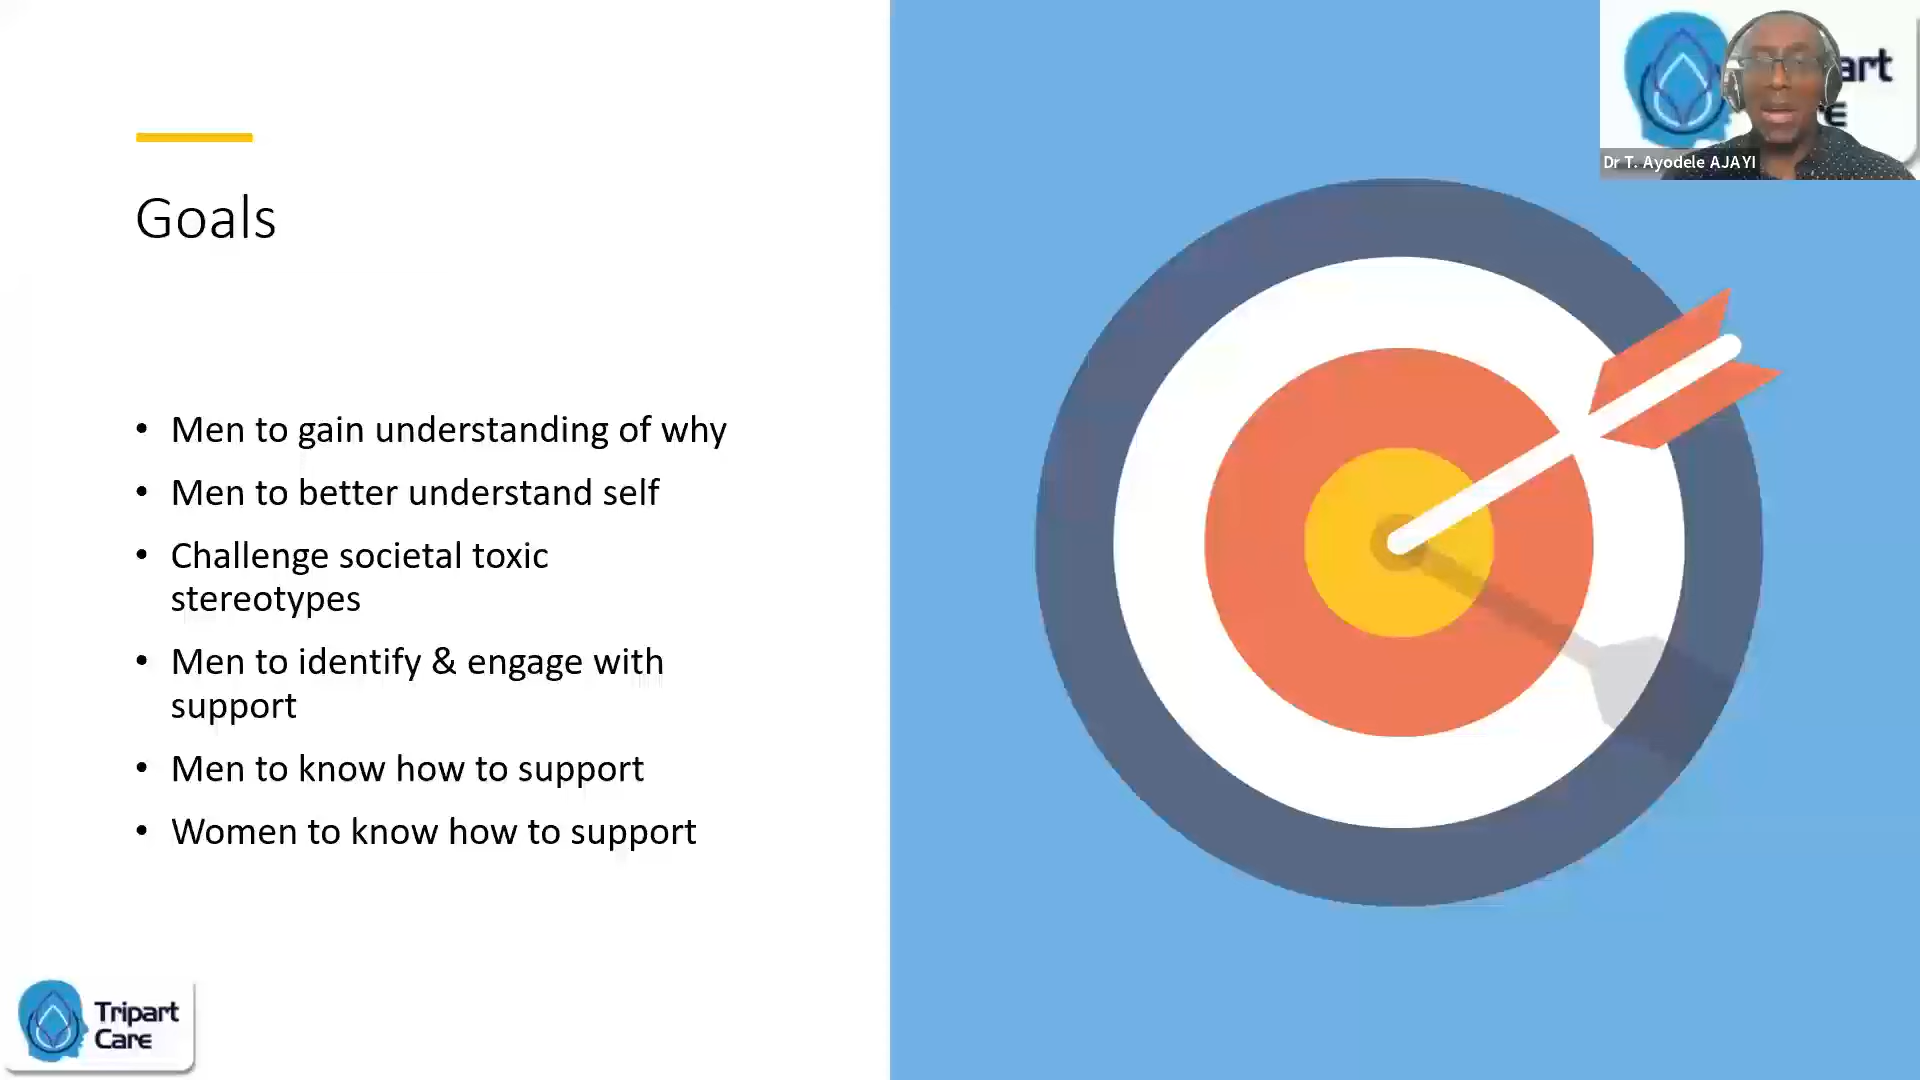 Goals
• Men to gain understanding of why
• Men to better understand self
• Challenge societal toxic
stereotypes
• Men to identify & engage with
support
• Men to know how to support
• Women to know how to support
Tripart
Care
art
Dr T. Ayodele AJAYI